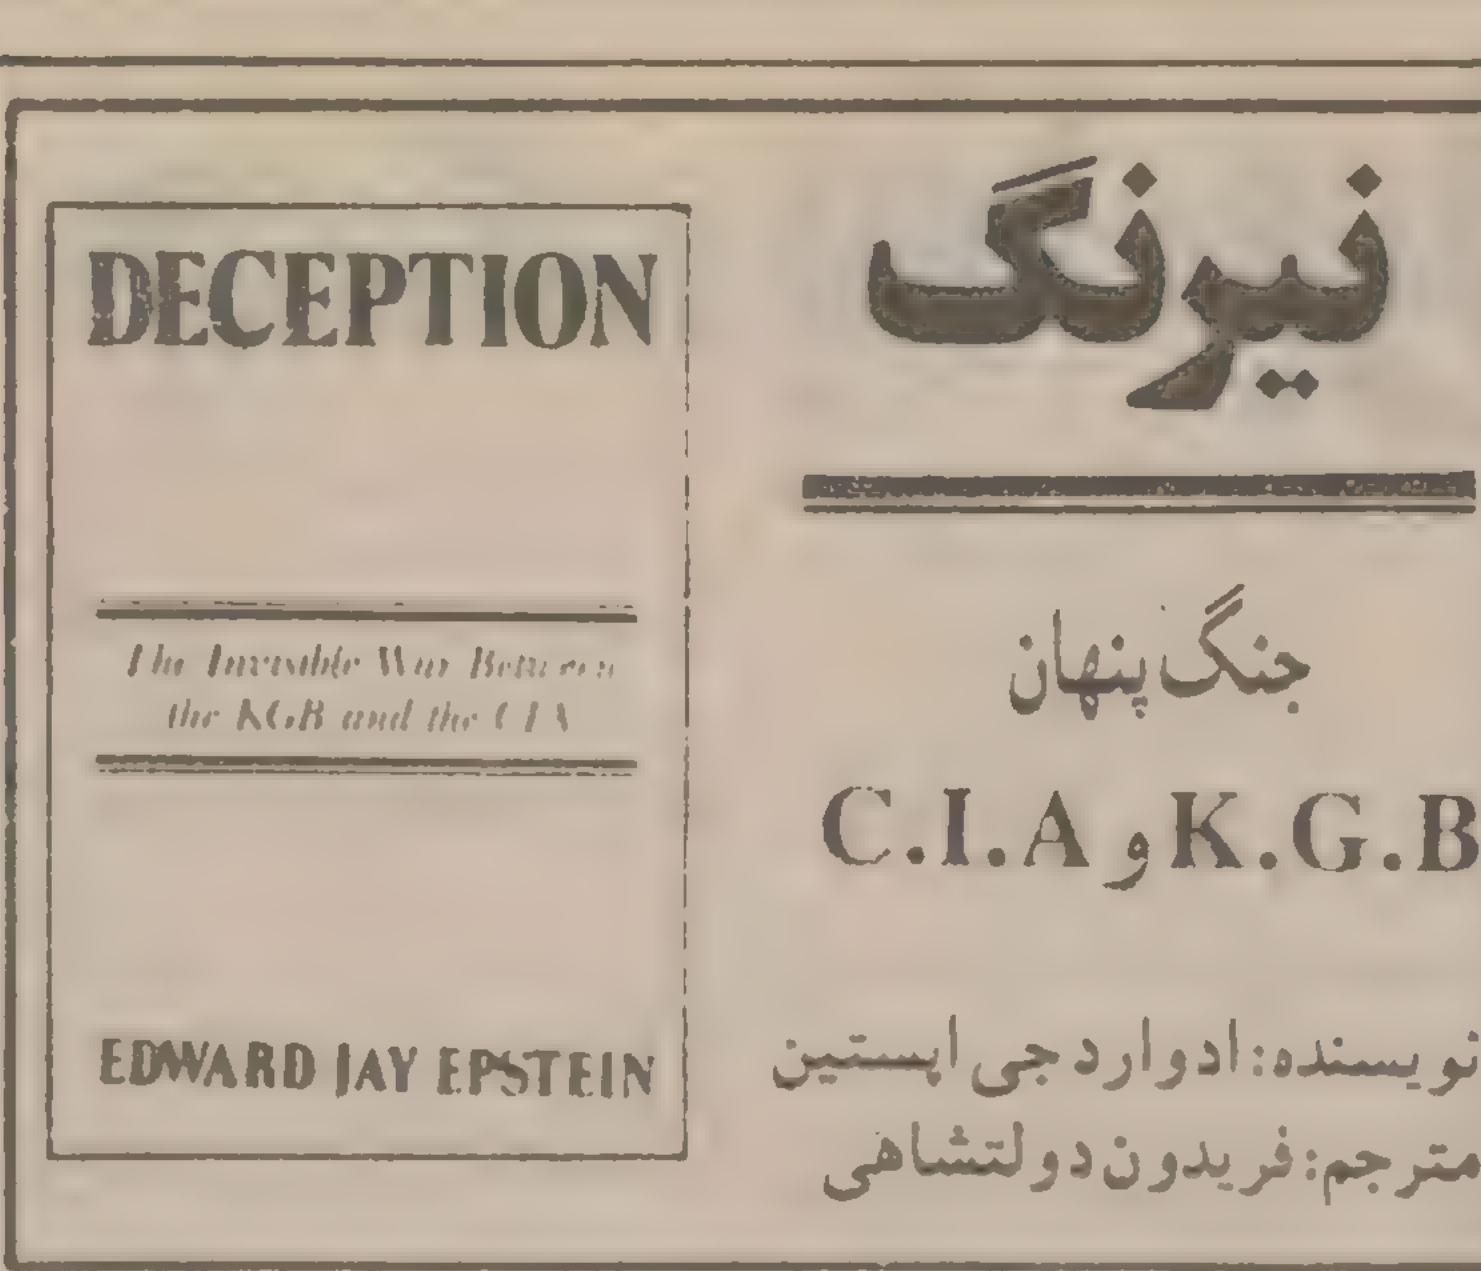 DECEPTION
The Invisible War Between
the KGB and the CIA
EDWARD JAY EPSTEIN
نیرنگ
جنگ پنهان
C.I.A و K.G.B
نویسنده: ادوارد جی اپستین
مترجم: فریدون دولتشاهی